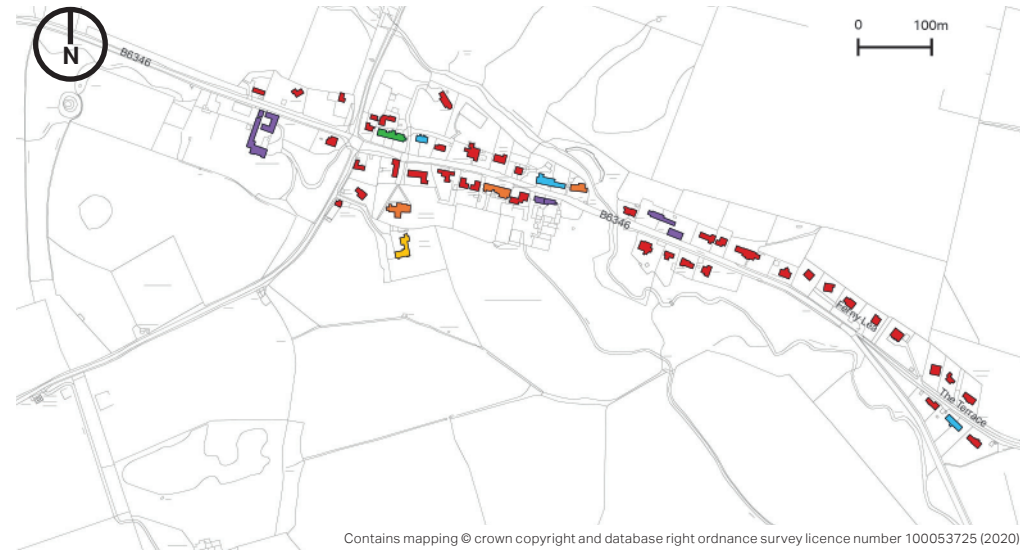 N
B6346
0 100m
B6346
Ferny Lea
The Terrace
Contains mapping © crown copyright and database right ordnance survey licence number 100053725 (2020)